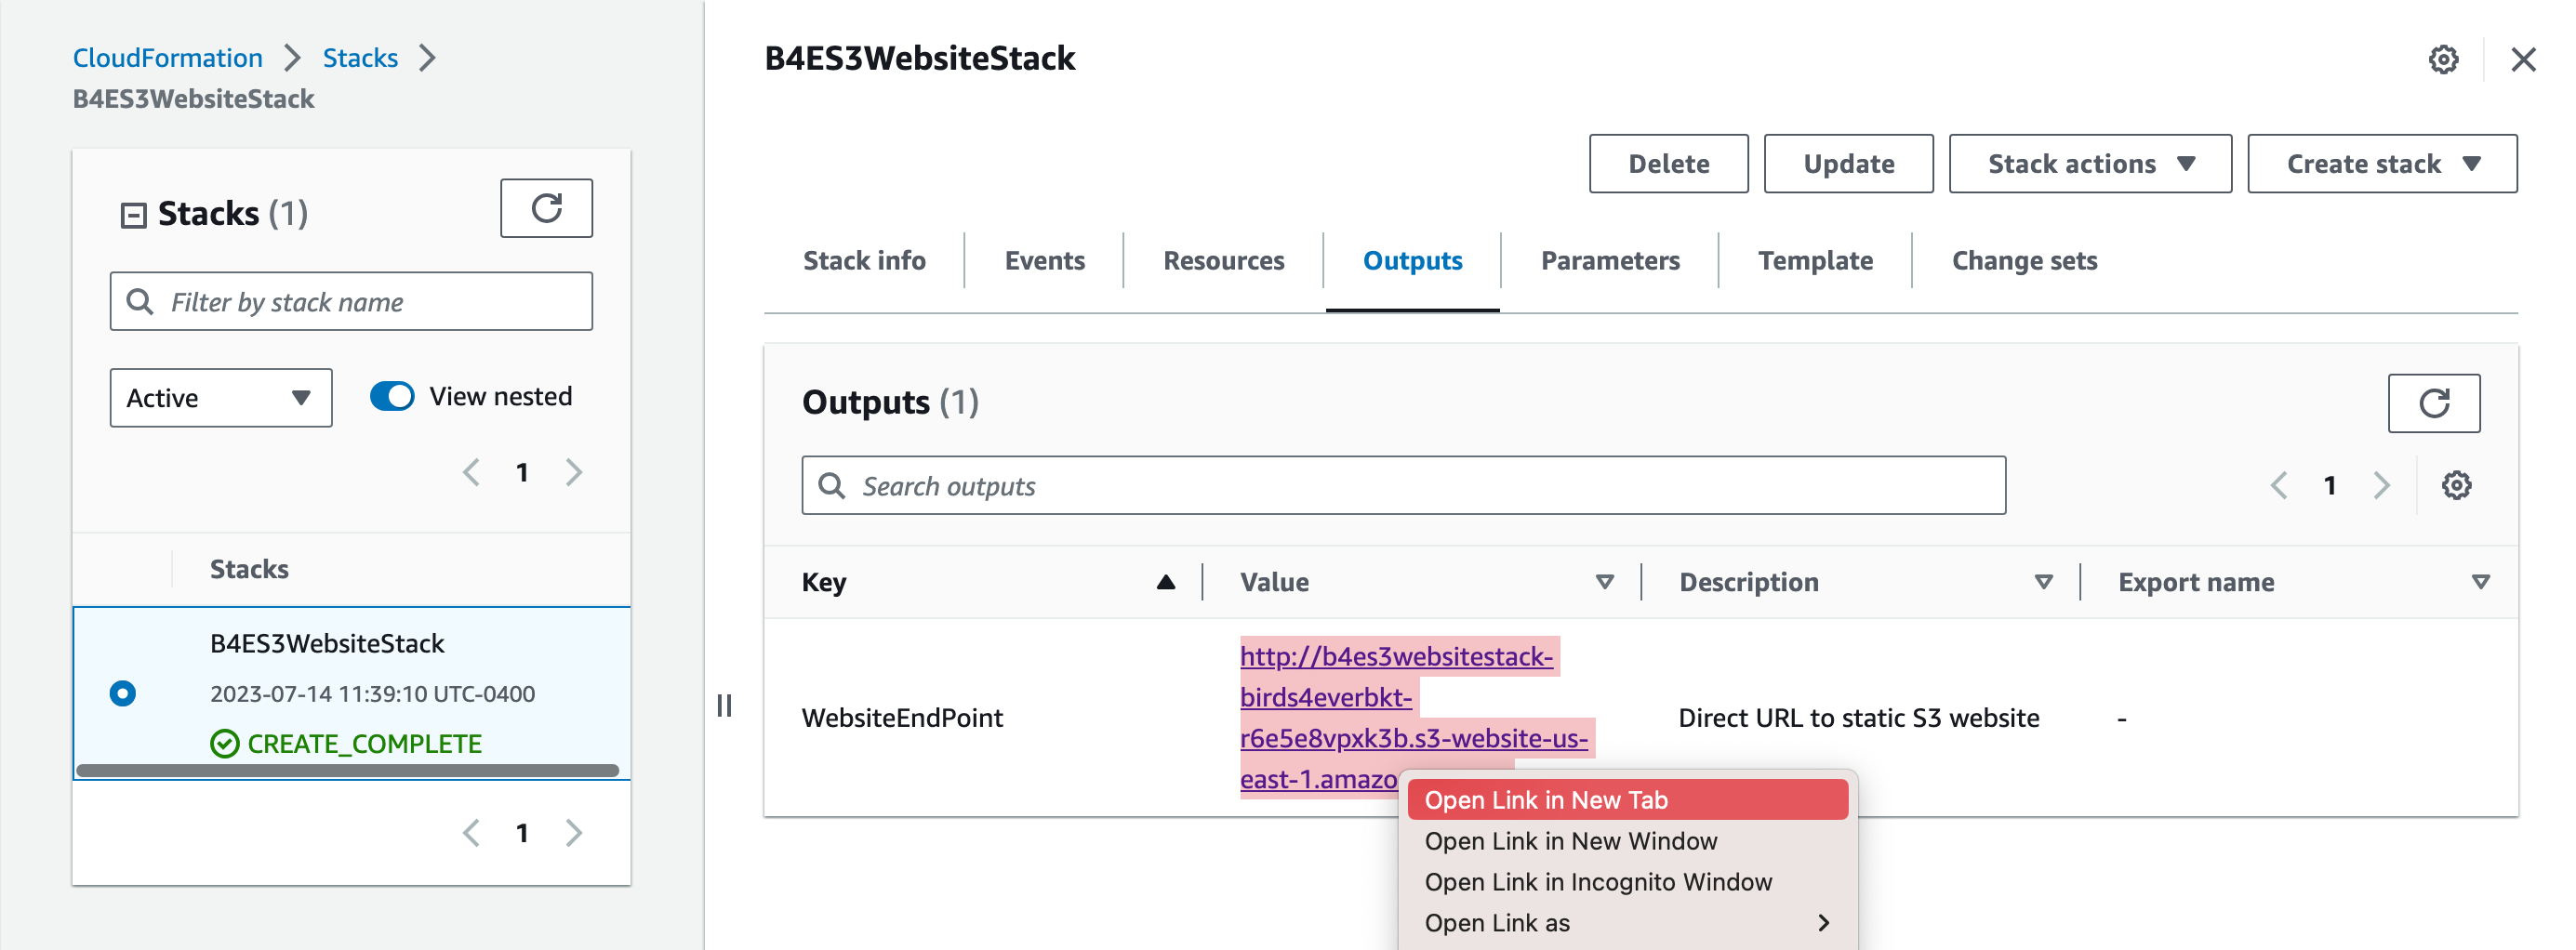 CloudFormation
Stacks
B4ES3WebsiteStack
Stacks (1)
Filter by stack name
Active
View nested
1
Stacks
B4ES3WebsiteStack
2023-07-14 11:39:10 UTC-0400
CREATE_COMPLETE
1
B4ES3WebsiteStack
Delete
Update
Stack actions
Create stack
Stack info
Events
Resources
Outputs
Parameters
Template
Change sets
Outputs (1)
Search outputs
1
Key
Value
Description
Export name
WebsiteEndPoint
http://b4es3websitestack-
birds4everbkt-
r6e5e8vpxk3b.s3-website-us-
east-1.amazo
Direct URL to static S3 website
-
Open Link in New Tab
Open Link in New Window
Open Link in Incognito Window
Open Link as